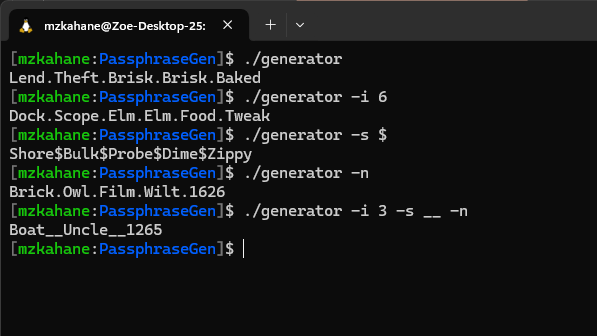 mzkahane@Zoe-Desktop-25:
[mzkahane:PassphraseGen]$ ./generator
Lend.Theft.Brisk.Brisk.Baked
[mzkahane:PassphraseGen]$ ./generator -i 6
Dock.Scope.Elm.Elm.Food.Tweak
[mzkahane:PassphraseGen]$ ./generator -s $
Shore$Bulk$Probe$Dime$Zippy
[mzkahane:PassphraseGen]$ ./generator -n
Brick.Owl.Film.Wilt.1626
[mzkahane:PassphraseGen]$ ./generator -i 3 -s __ -n
Boat__Uncle__1265
[mzkahane:PassphraseGen]$